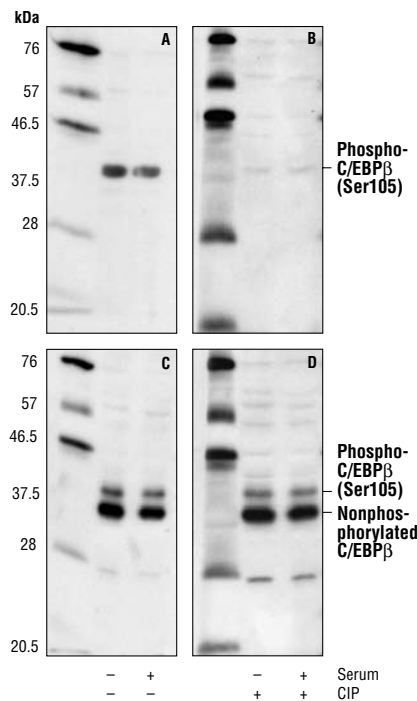 kDa
76
57
46.5
37.5
28
20.5
A
B
Phospho-
C/EBPβ
(Ser105)
76
57
46.5
37.5
28
20.5
C
D
Phospho-
C/EBPβ
(Ser105)
Nonphos-
phorylated
C/EBPβ
– + – + Serum
– – + + CIP